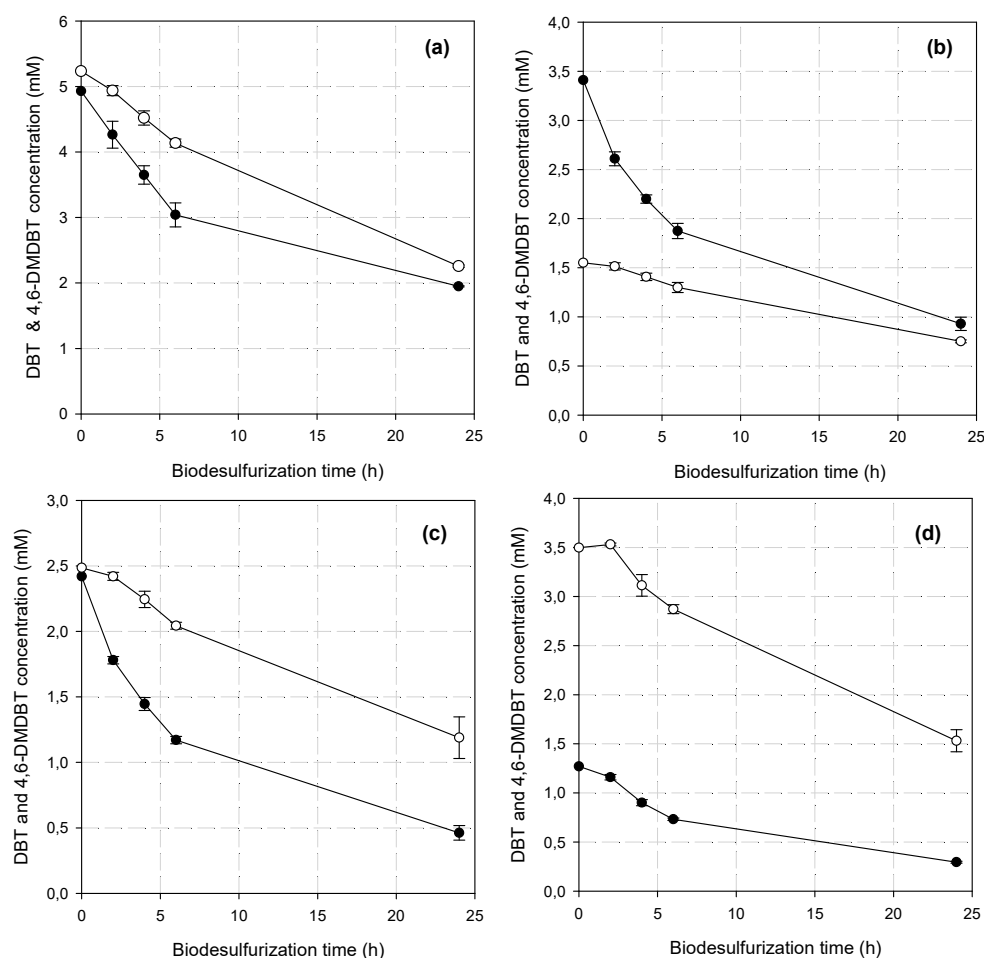 (a)
DBT & 4,6-DMDBT concentration (mM)
6
5
4
3
2
1
0
0 5 10 15 20 25
Biodesulfurization time (h)
(b)
DBT and 4,6-DMDBT concentration (mM)
4,0
3,5
3,0
2,5
2,0
1,5
1,0
0,5
0,0
0 5 10 15 20 25
Biodesulfurization time (h)
(c)
DBT and 4,6-DMDBT concentration (mM)
3,0
2,5
2,0
1,5
1,0
0,5
0,0
0 5 10 15 20 25
Biodesulfurization time (h)
(d)
DBT and 4,6-DMDBT concentration (mM)
4,0
3,5
3,0
2,5
2,0
1,5
1,0
0,5
0,0
0 5 10 15 20 25
Biodesulfurization time (h)